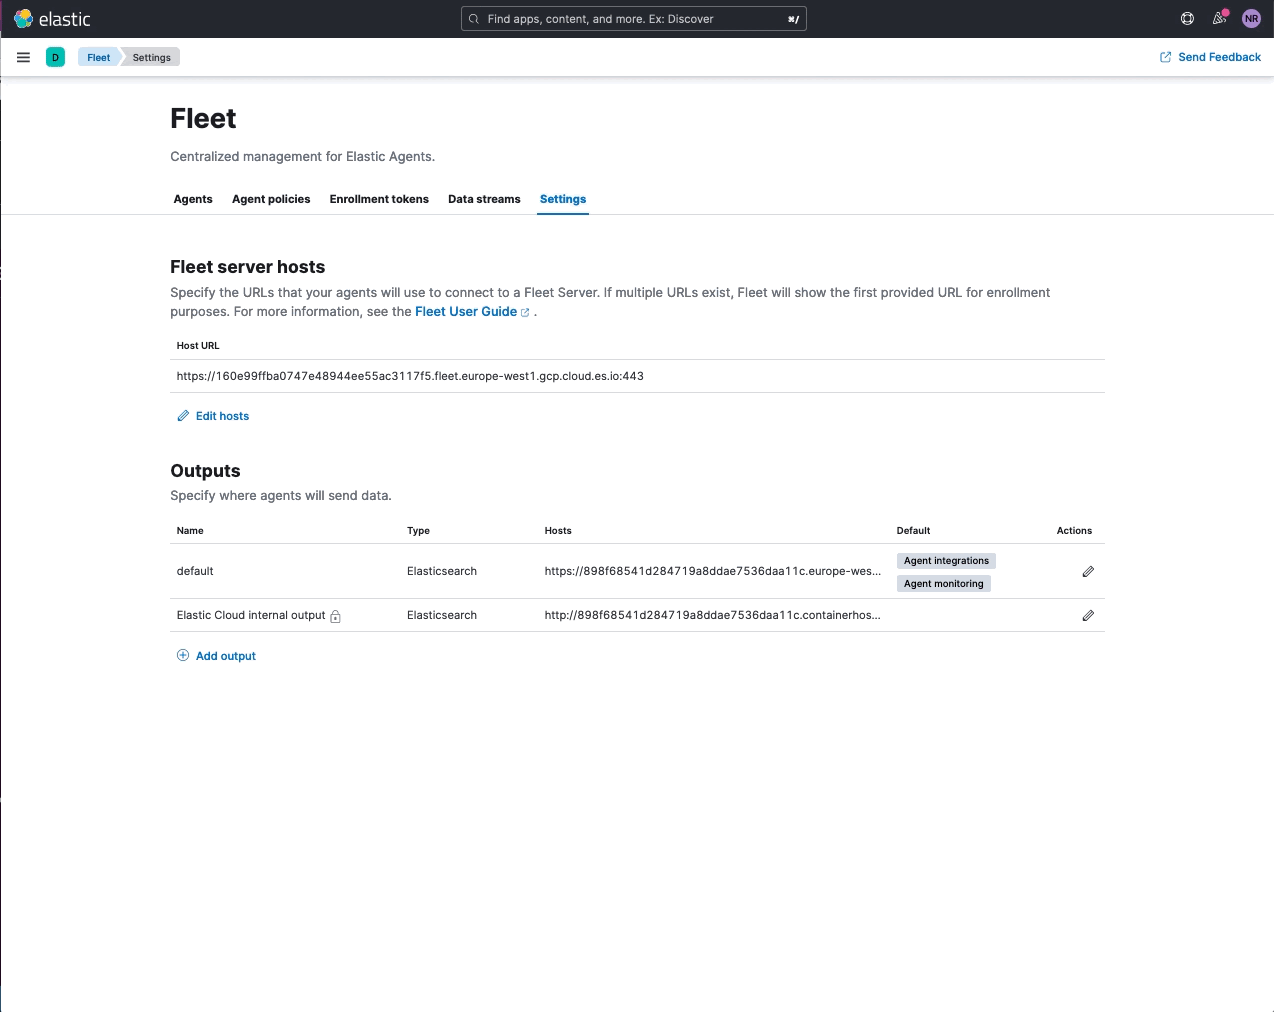 elastic
Find apps, content, and more. Ex: Discover
⌘/
NR
D
Fleet
Settings
Send Feedback
Fleet
Centralized management for Elastic Agents.
Agents
Agent policies
Enrollment tokens
Data streams
Settings
Fleet server hosts
Specify the URLs that your agents will use to connect to a Fleet Server. If multiple URLs exist, Fleet will show the first provided URL for enrollment
purposes. For more information, see the Fleet User Guide .
Host URL
https://160e99ffba0747e48944ee55ac3117f5.fleet.europe-west1.gcp.cloud.es.io:443
Edit hosts
Outputs
Specify where agents will send data.
Name Type Hosts Default Actions
default Elasticsearch https://898f68541d284719a8ddae7536daa11c.europe-wes... Agent integrations
Agent monitoring
Elastic Cloud internal output Elasticsearch http://898f68541d284719a8ddae7536daa11c.containerhos...
Add output